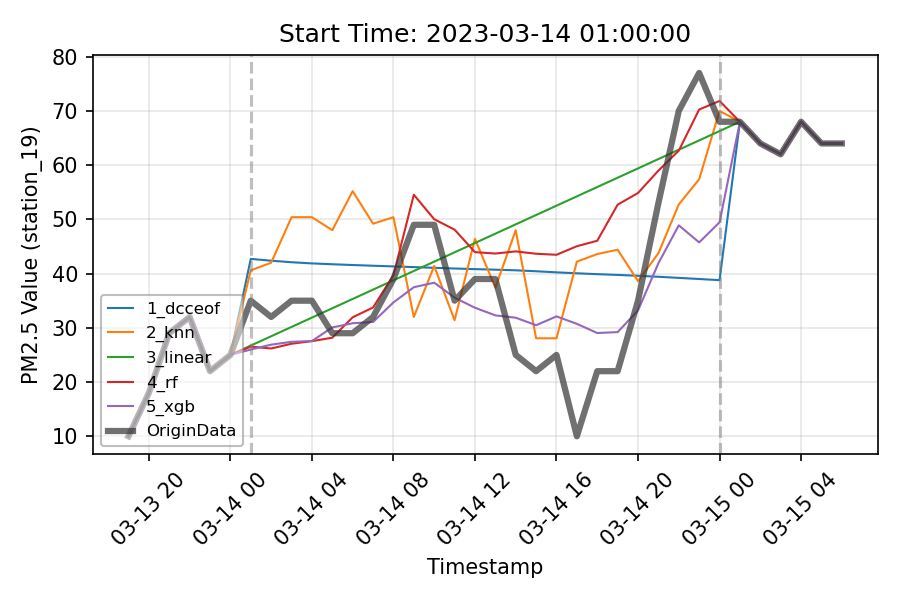 Start Time: 2023-03-14 01:00:00
PM2.5 Value (station_19)
80
70
60
50
40
30
20
10
1_dcceof
2_knn
3_linear
4_rf
5_xgb
OriginData
03-13 20
03-14 00
03-14 04
03-14 08
03-14 12
03-14 16
03-14 20
03-15 00
03-15 04
Timestamp